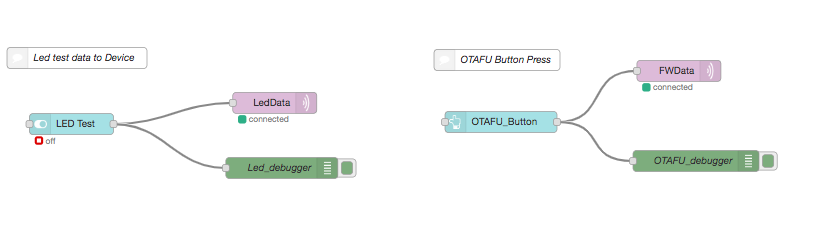 Led test data to Device
LED Test
off
LedData
connected
Led_debugger
OTAFU Button Press
OTAFU_Button
FWData
connected
OTAFU_debugger